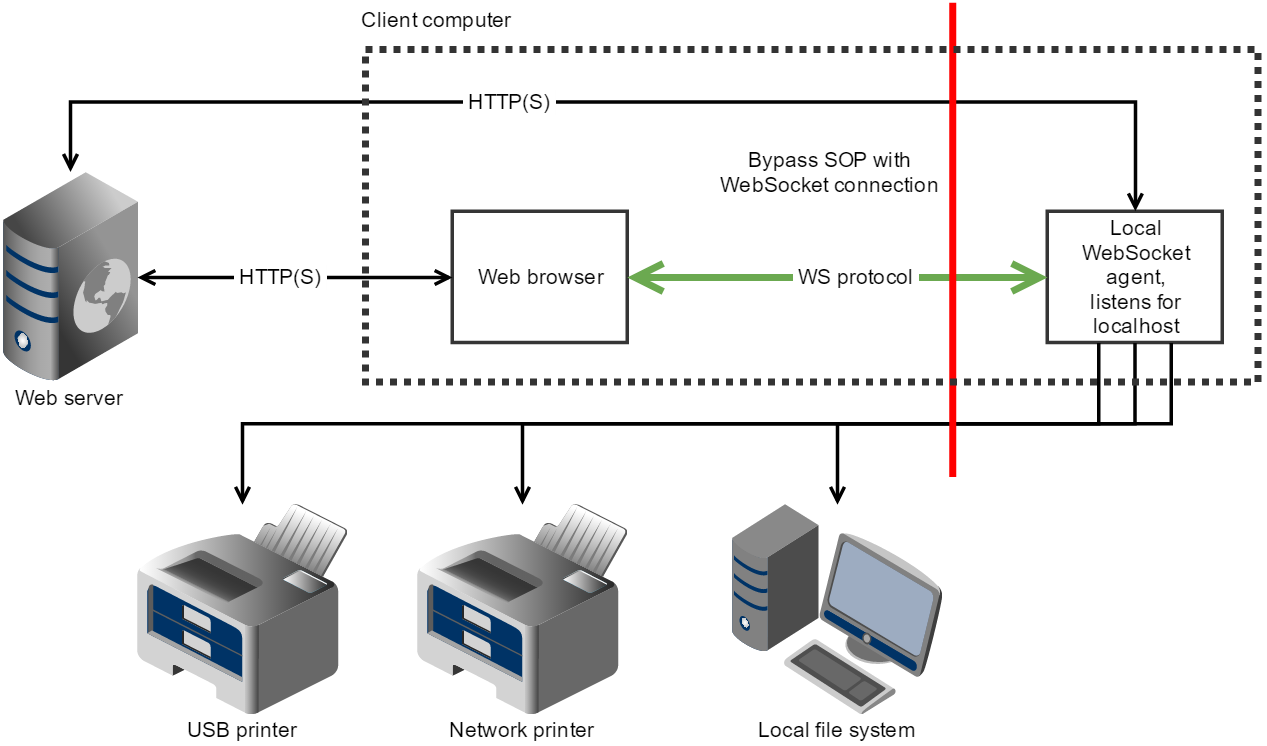 Client computer
HTTP(S)
Bypass SOP with
WebSocket connection
HTTP(S)
Web browser
WS protocol
Local
WebSocket
agent,
listens for
localhost
Web server
USB printer
Network printer
Local file system